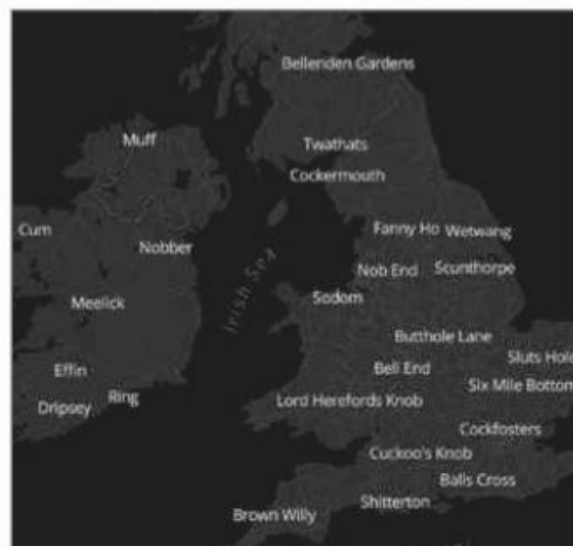 Bellenden Gardens
Muff
Twathats
Cockermouth
Cum
Fanny Ho
Wetwang
Nobber
Irish Sea
Nob End
Scunthorpe
Meelick
Sodom
Butthole Lane
Sluts Hole
Effin
Bell End
Six Mile Bottom
Dripsey
Ring
Lord Herefords Knob
Cockfosters
Cuckoo's Knob
Balls Cross
Shitterton
Brown Willy